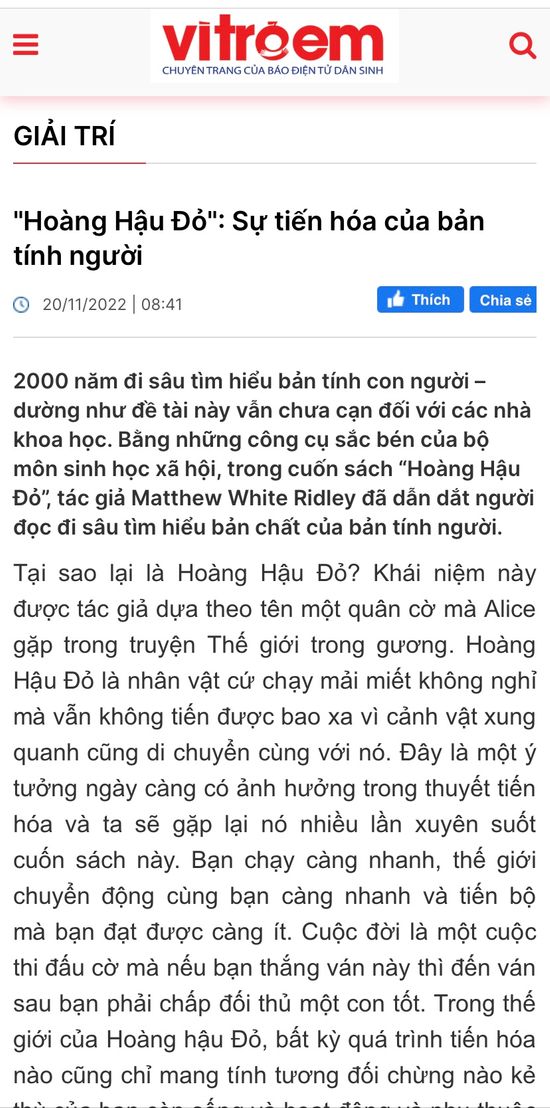 vìtrẻem
CHUYÊN TRANG CỦA BÁO ĐIỆN TỬ DÂN SINH
GIẢI TRÍ
"Hoàng Hậu Đỏ": Sự tiến hóa của bản
tính người
20/11/2022 | 08:41
Thích
Chia sẻ
2000 năm đi sâu tìm hiểu bản tính con người –
dường như đề tài này vẫn chưa cạn đối với các nhà
khoa học. Bằng những công cụ sắc bén của bộ
môn sinh học xã hội, trong cuốn sách “Hoàng Hậu
Đỏ”, tác giả Matthew White Ridley đã dẫn dắt người
đọc đi sâu tìm hiểu bản chất của bản tính người.
Tại sao lại là Hoàng Hậu Đỏ? Khái niệm này
được tác giả dựa theo tên một quân cờ mà Alice
gặp trong truyện Thế giới trong gương. Hoàng
Hậu Đỏ là nhân vật cứ chạy mải miết không nghỉ
mà vẫn không tiến được bao xa vì cảnh vật xung
quanh cũng di chuyển cùng với nó. Đây là một ý
tưởng ngày càng có ảnh hưởng trong thuyết tiến
hóa và ta sẽ gặp lại nó nhiều lần xuyên suốt
cuốn sách này. Bạn chạy càng nhanh, thế giới
chuyển động cùng bạn càng nhanh và tiến bộ
mà bạn đạt được càng ít. Cuộc đời là một cuộc
thi đấu cờ mà nếu bạn thắng ván này thì đến ván
sau bạn phải chấp đối thủ một con tốt. Trong thế
giới của Hoàng hậu Đỏ, bất kỳ quá trình tiến hóa
nào cũng chỉ mang tính tương đối chừng nào kẻ
thù của bạn còn sống và hoạt động và phụ thuộc